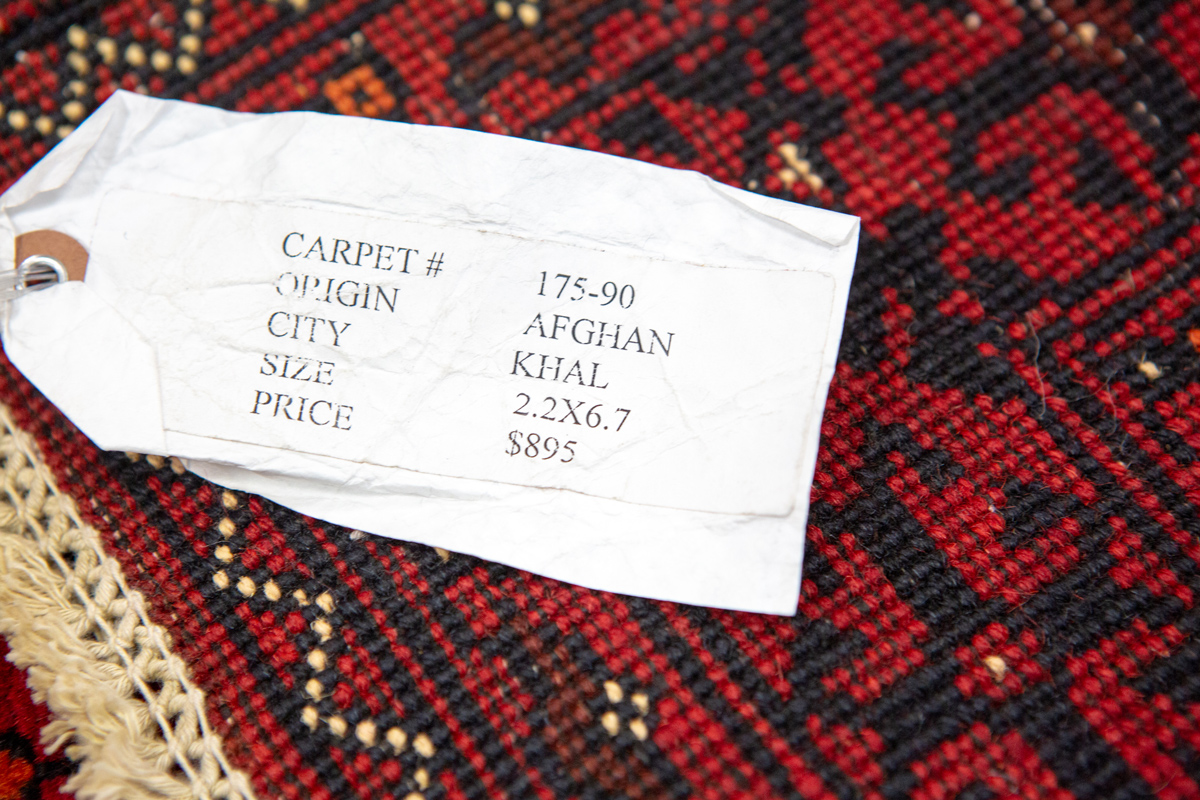 CARPET # 175-90
ORIGIN AFGHAN
CITY KHAL
SIZE 2.2X6.7
PRICE $895